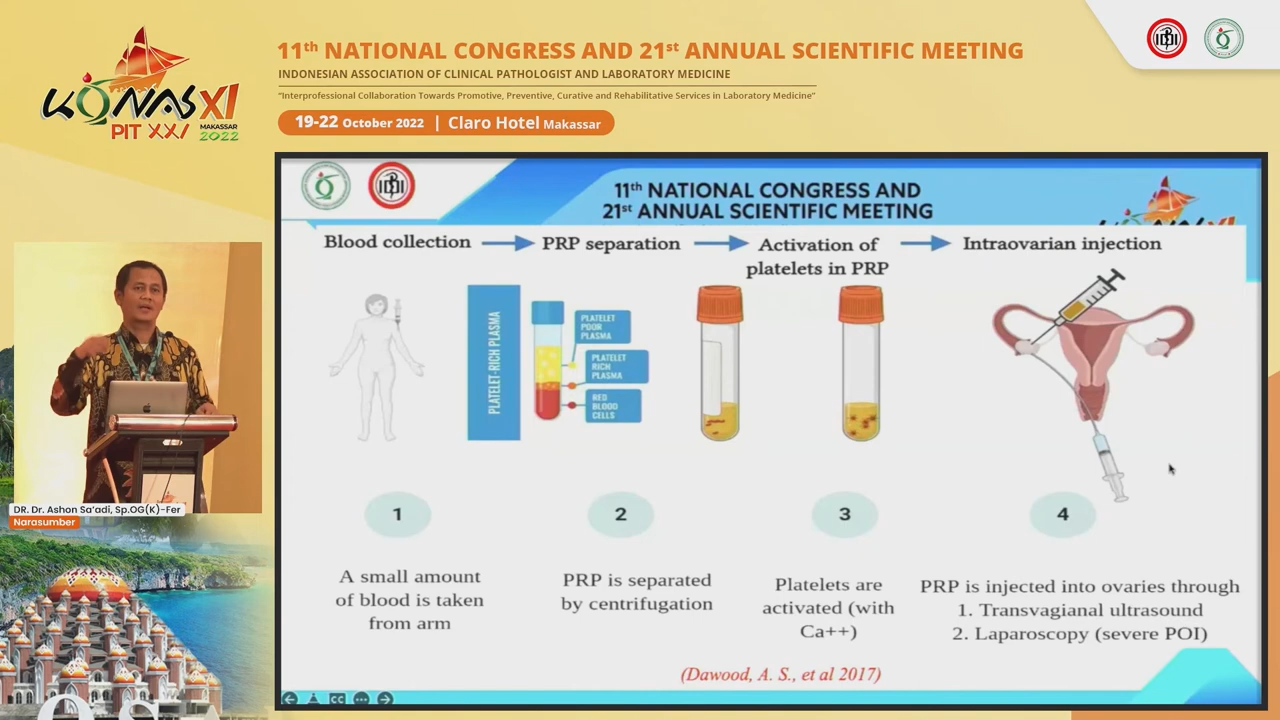 11th NATIONAL CONGRESS AND 21st ANNUAL SCIENTIFIC MEETING
INDONESIAN ASSOCIATION OF CLINICAL PATHOLOGIST AND LABORATORY MEDICINE
"Interprofessional Collaboration Towards Promotive, Preventive, Curative and Rehabilitative Services in Laboratory Medicine"
19-22 October 2022 | Claro Hotel Makassar
KONAS XI
PIT XXI
MAKASSAR
2022
11th NATIONAL CONGRESS AND
21st ANNUAL SCIENTIFIC MEETING
Blood collection
PRP separation
Activation of
platelets in PRP
Intraovarian injection
PLATELET-RICH PLASMA
PLATELET
POOR
PLASMA
PLATELET
RICH
PLASMA
RED
BLOOD
CELLS
1
2
3
4
A small amount
of blood is taken
from arm
PRP is separated
by centrifugation
Platelets are
activated (with
Ca++)
PRP is injected into ovaries through
1. Transvagianal ultrasound
2. Laparoscopy (severe POI)
(Dawood, A. S., et al 2017)
CC
DR. Dr. Ashon Sa'adi, Sp.OG(K)-Fer
Narasumber